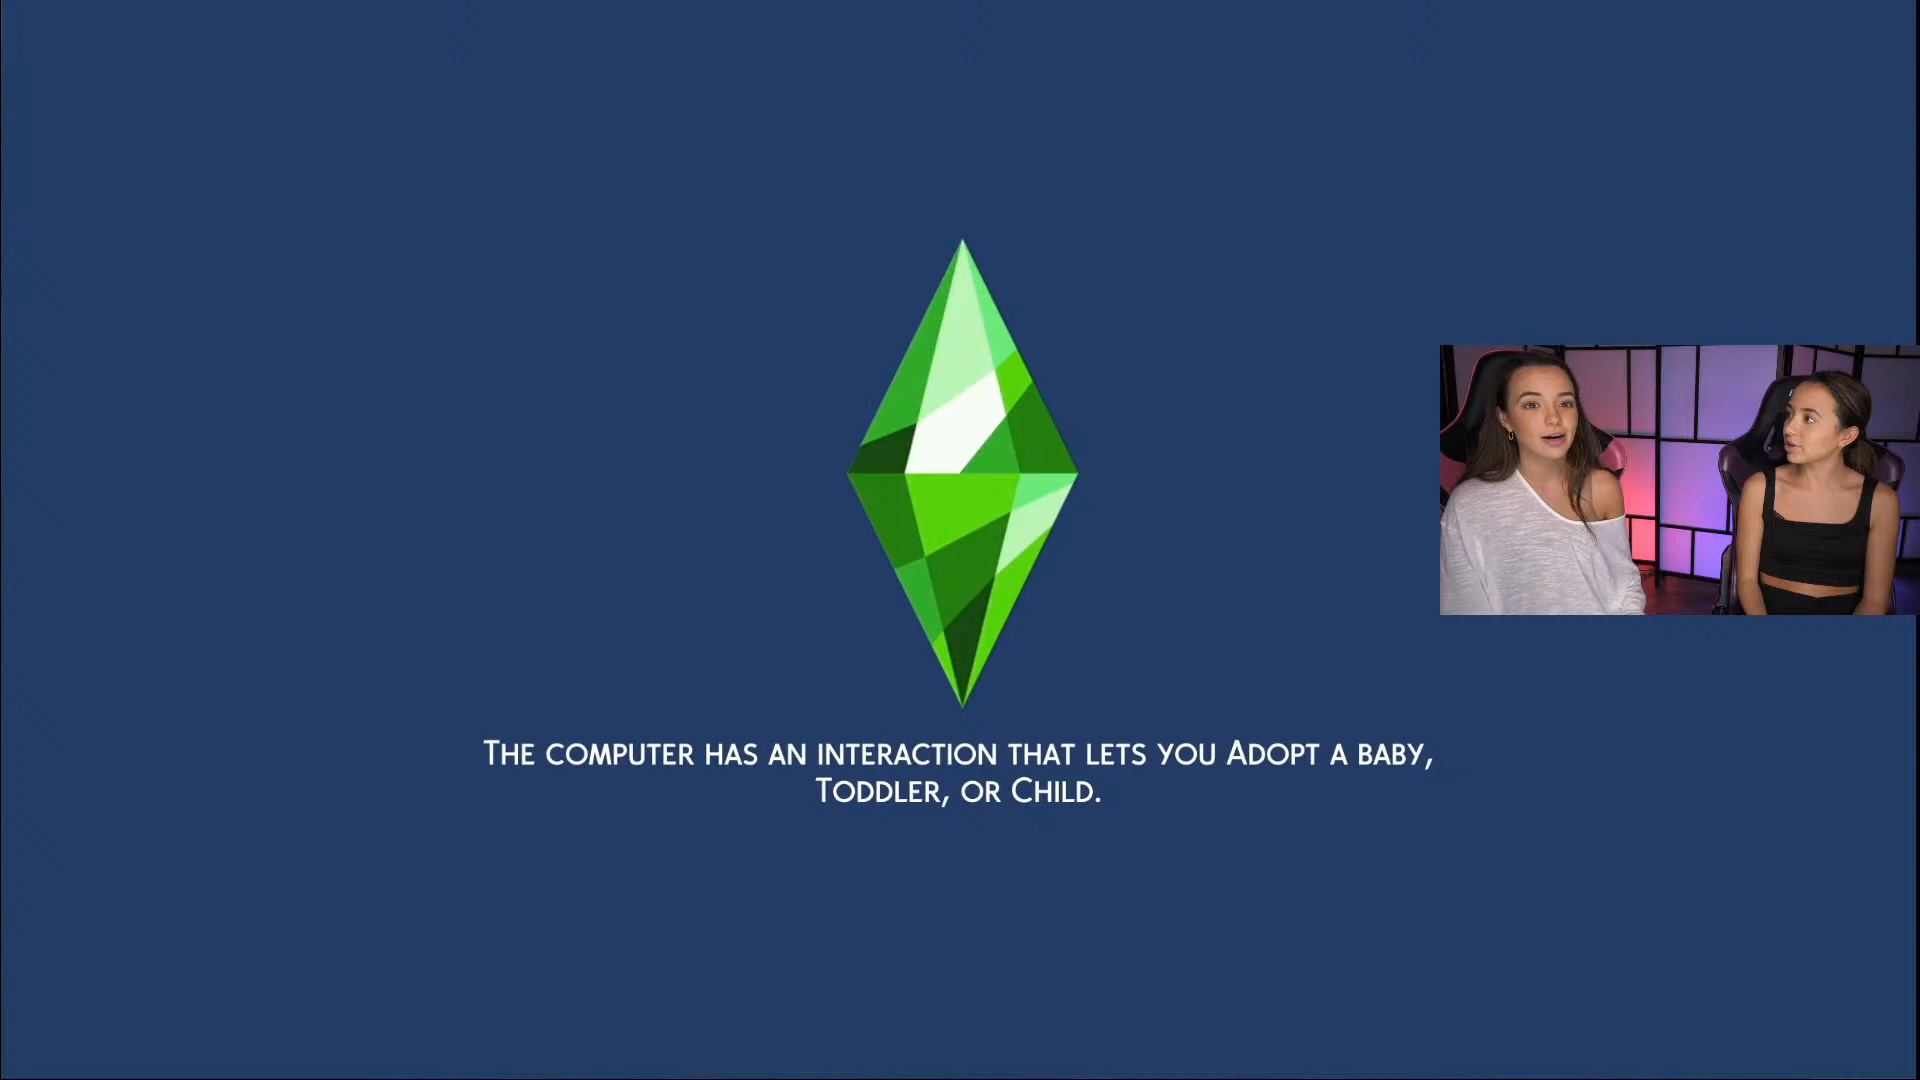 The computer has an interaction that lets you Adopt a baby,
Toddler, or Child.